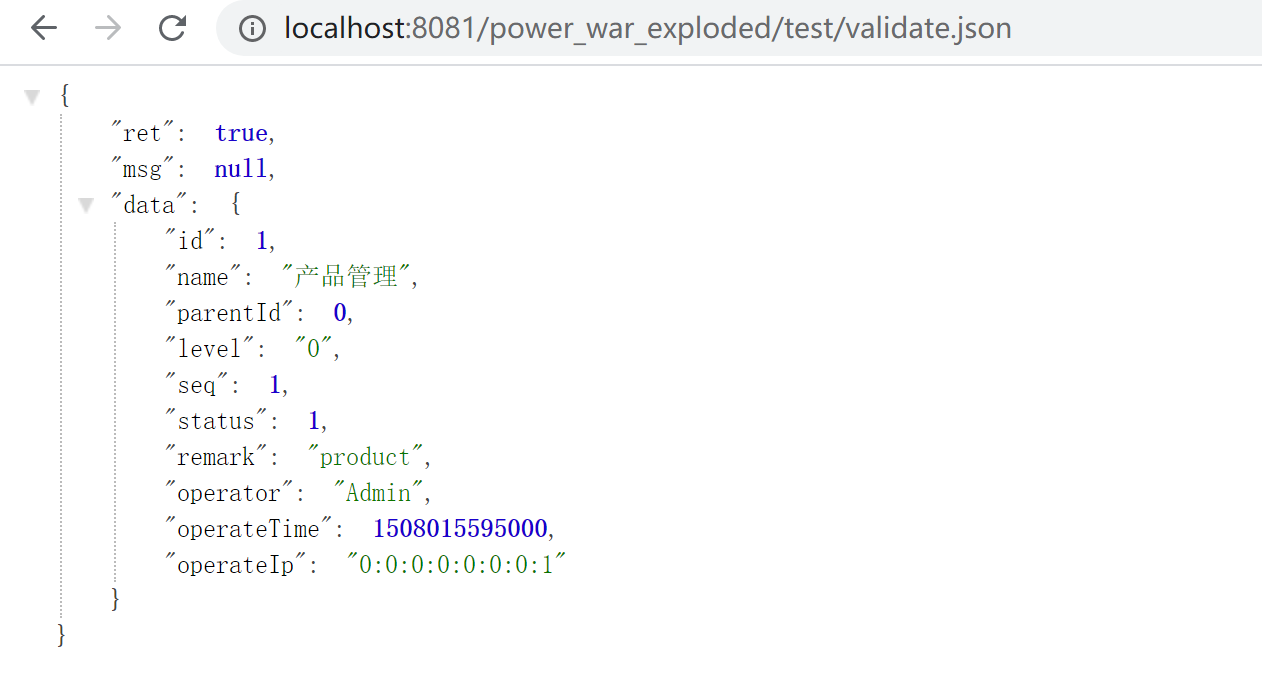 localhost:8081/power_war_exploded/test/validate.json
{
"ret": true,
"msg": null,
"data": {
"id": 1,
"name": "产品管理",
"parentId": 0,
"level": "0",
"seq": 1,
"status": 1,
"remark": "product",
"operator": "Admin",
"operateTime": 1508015595000,
"operateIp": "0:0:0:0:0:0:0:1"
}
}